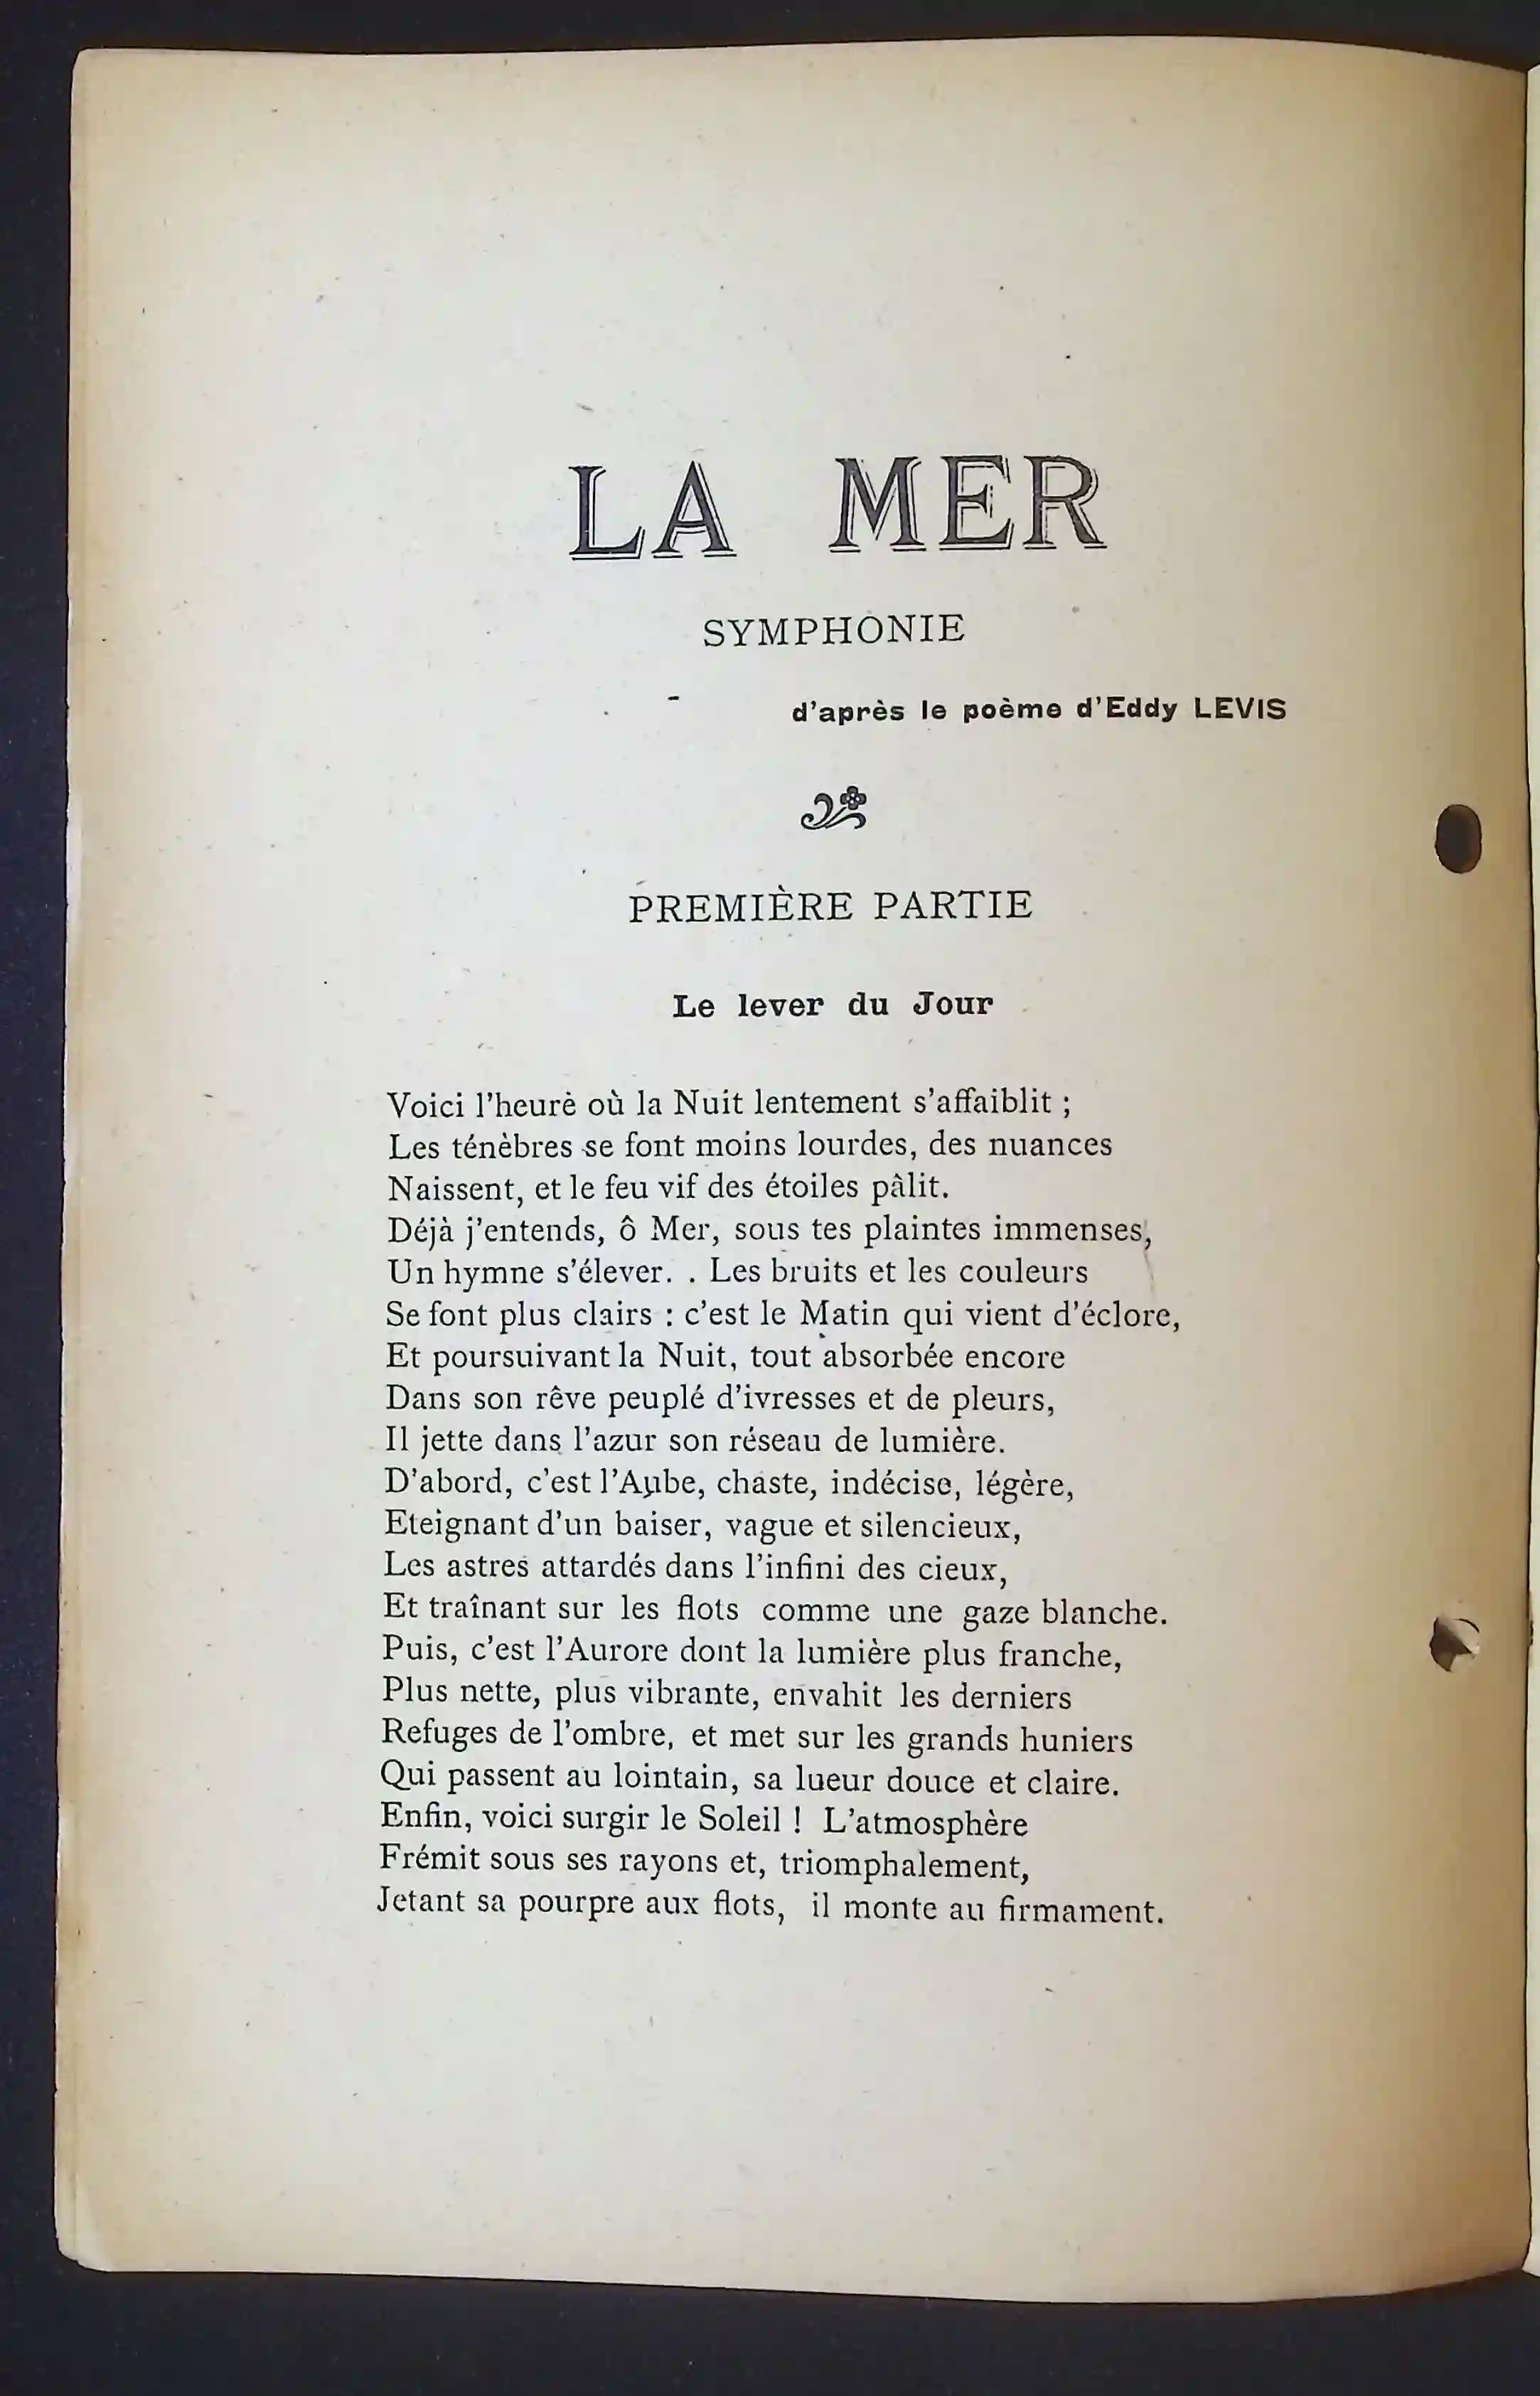 LA MER
SYMPHONIE
d'après le poème d'Eddy LEVIS
PREMIÈRE PARTIE
Le lever du Jour
Voici l'heure où la Nuit lentement s'affaiblit ;
Les ténèbres se font moins lourdes, des nuances
Naissent, et le feu vif des étoiles pâlit.
Déjà j'entends, ô Mer, sous tes plaintes immenses,
Un hymne s'élever. . Les bruits et les couleurs
Se font plus clairs : c'est le Matin qui vient d'éclore,
Et poursuivant la Nuit, tout absorbée encore
Dans son rêve peuplé d'ivresses et de pleurs,
Il jette dans l'azur son réseau de lumière.
D'abord, c'est l'Aube, chaste, indécise, légère,
Eteignant d'un baiser, vague et silencieux,
Les astres attardés dans l'infini des cieux,
Et traînant sur les flots comme une gaze blanche.
Puis, c'est l'Aurore dont la lumière plus franche,
Plus nette, plus vibrante, envahit les derniers
Refuges de l'ombre, et met sur les grands huniers
Qui passent au lointain, sa lueur douce et claire.
Enfin, voici surgir le Soleil ! L'atmosphère
Frémit sous ses rayons et, triomphalement,
Jetant sa pourpre aux flots, il monte au firmament.